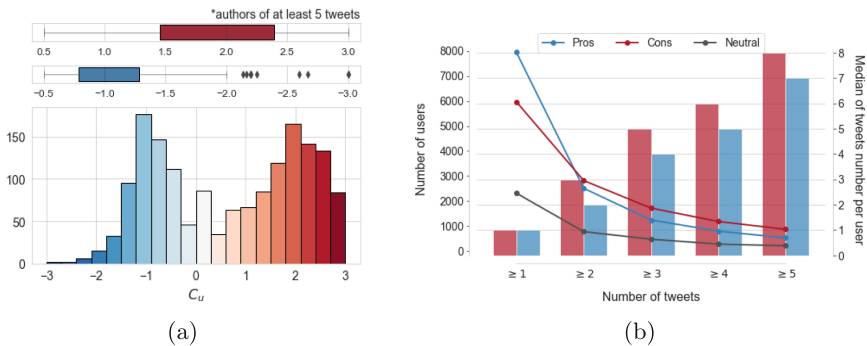 *authors of at least 5 tweets
0.5 1.0 1.5 2.0 2.5 3.0
−0.5 −1.0 −1.5 −2.0 −2.5 −3.0
150
100
50
0
−3 −2 −1 0 1 2 3
C_u
(a)
Pros Cons Neutral
8000
7000
6000
5000
4000
3000
2000
1000
0
Number of users
8
7
6
5
4
3
2
1
0
Median of tweets number per user
≥ 1 ≥ 2 ≥ 3 ≥ 4 ≥ 5
Number of tweets
(b)